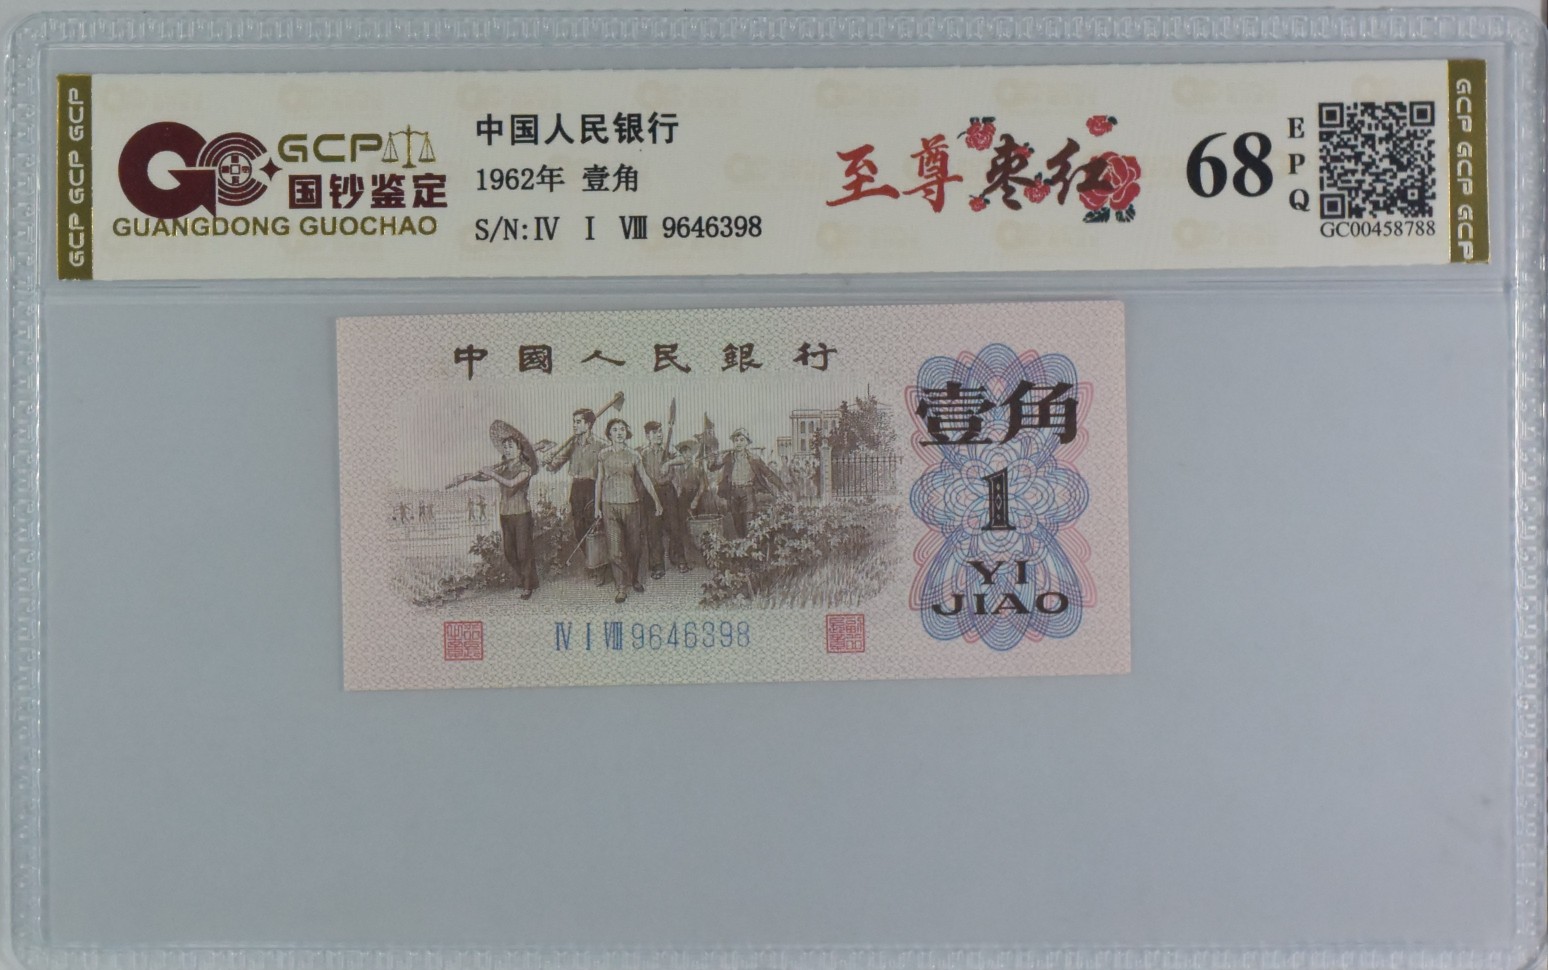 GCP GCP GCP
GCP
国钞鉴定
GUANGDONG GUOCHAO
中国人民银行
1962年 壹角
S/N:Ⅳ Ⅰ Ⅷ 9646398
至尊枣红
68
EPQ
GC00458788
GCP GCP GCP
中國人民銀行
壹角
1
YI
JIAO
Ⅳ Ⅰ Ⅷ 9646398